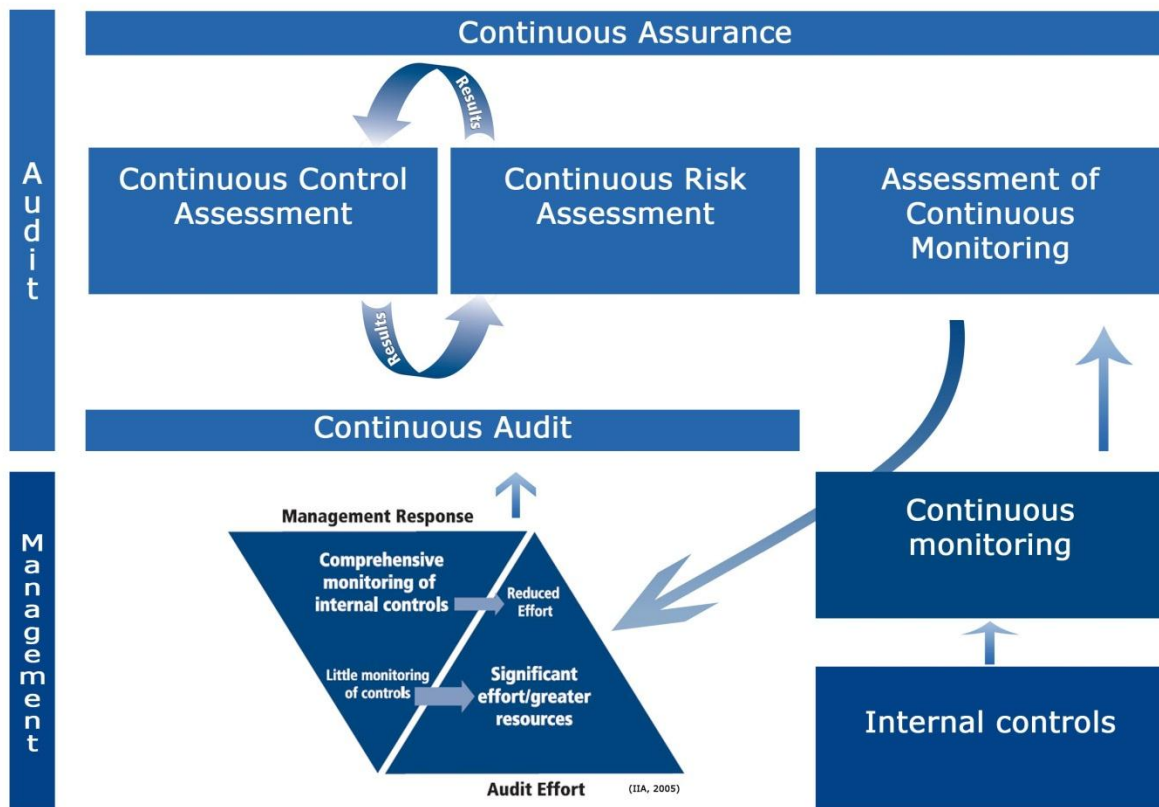 Continuous Assurance
Audit
Results
Continuous Control
Assessment
Continuous Risk
Assessment
Assessment of
Continuous
Monitoring
Results
Continuous Audit
Management
Management Response
Comprehensive
monitoring of
internal controls
Reduced
Effort
Little monitoring
of controls
Significant
effort/greater
resources
Audit Effort
(IIA, 2005)
Continuous
monitoring
Internal controls